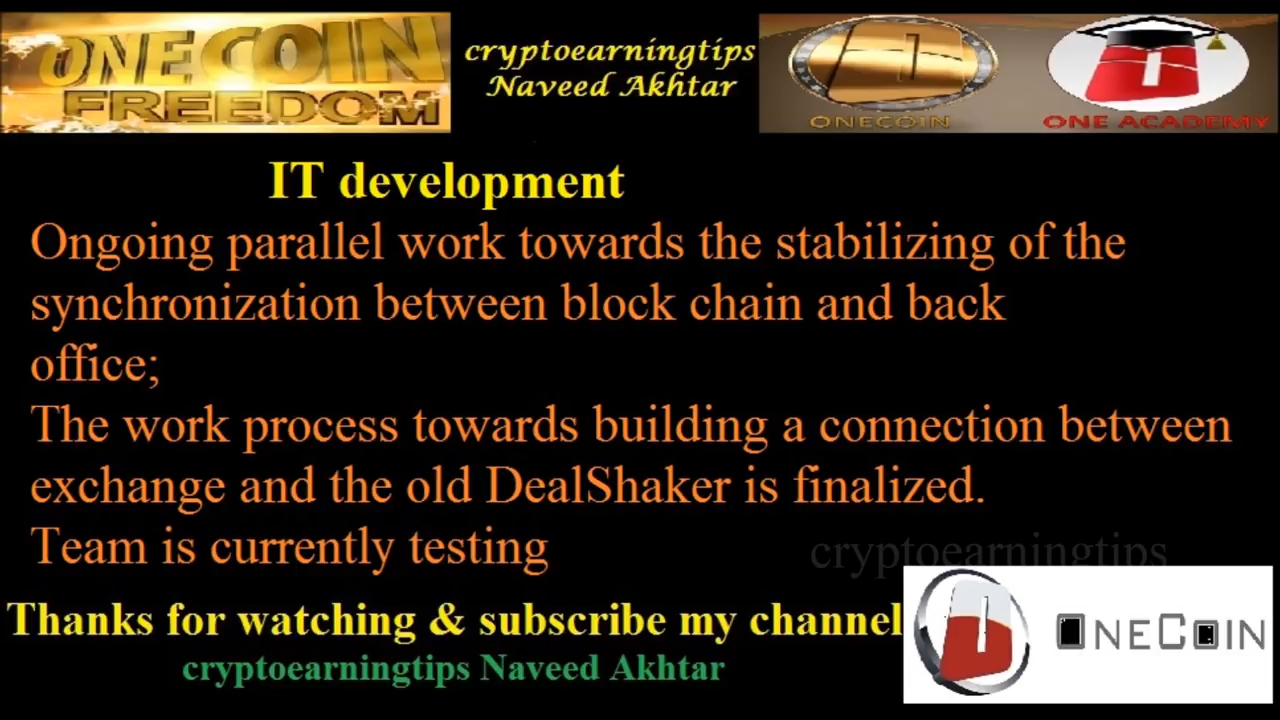 ONE COIN
FREEDOM
cryptoearningtips
Naveed Akhtar
ONECOIN
ONE ACADEMY
IT development
Ongoing parallel work towards the stabilizing of the
synchronization between block chain and back
office;
The work process towards building a connection between
exchange and the old DealShaker is finalized.
Team is currently testing
cryptoearningtips
Thanks for watching & subscribe my channel
cryptoearningtips Naveed Akhtar
ONECOIN